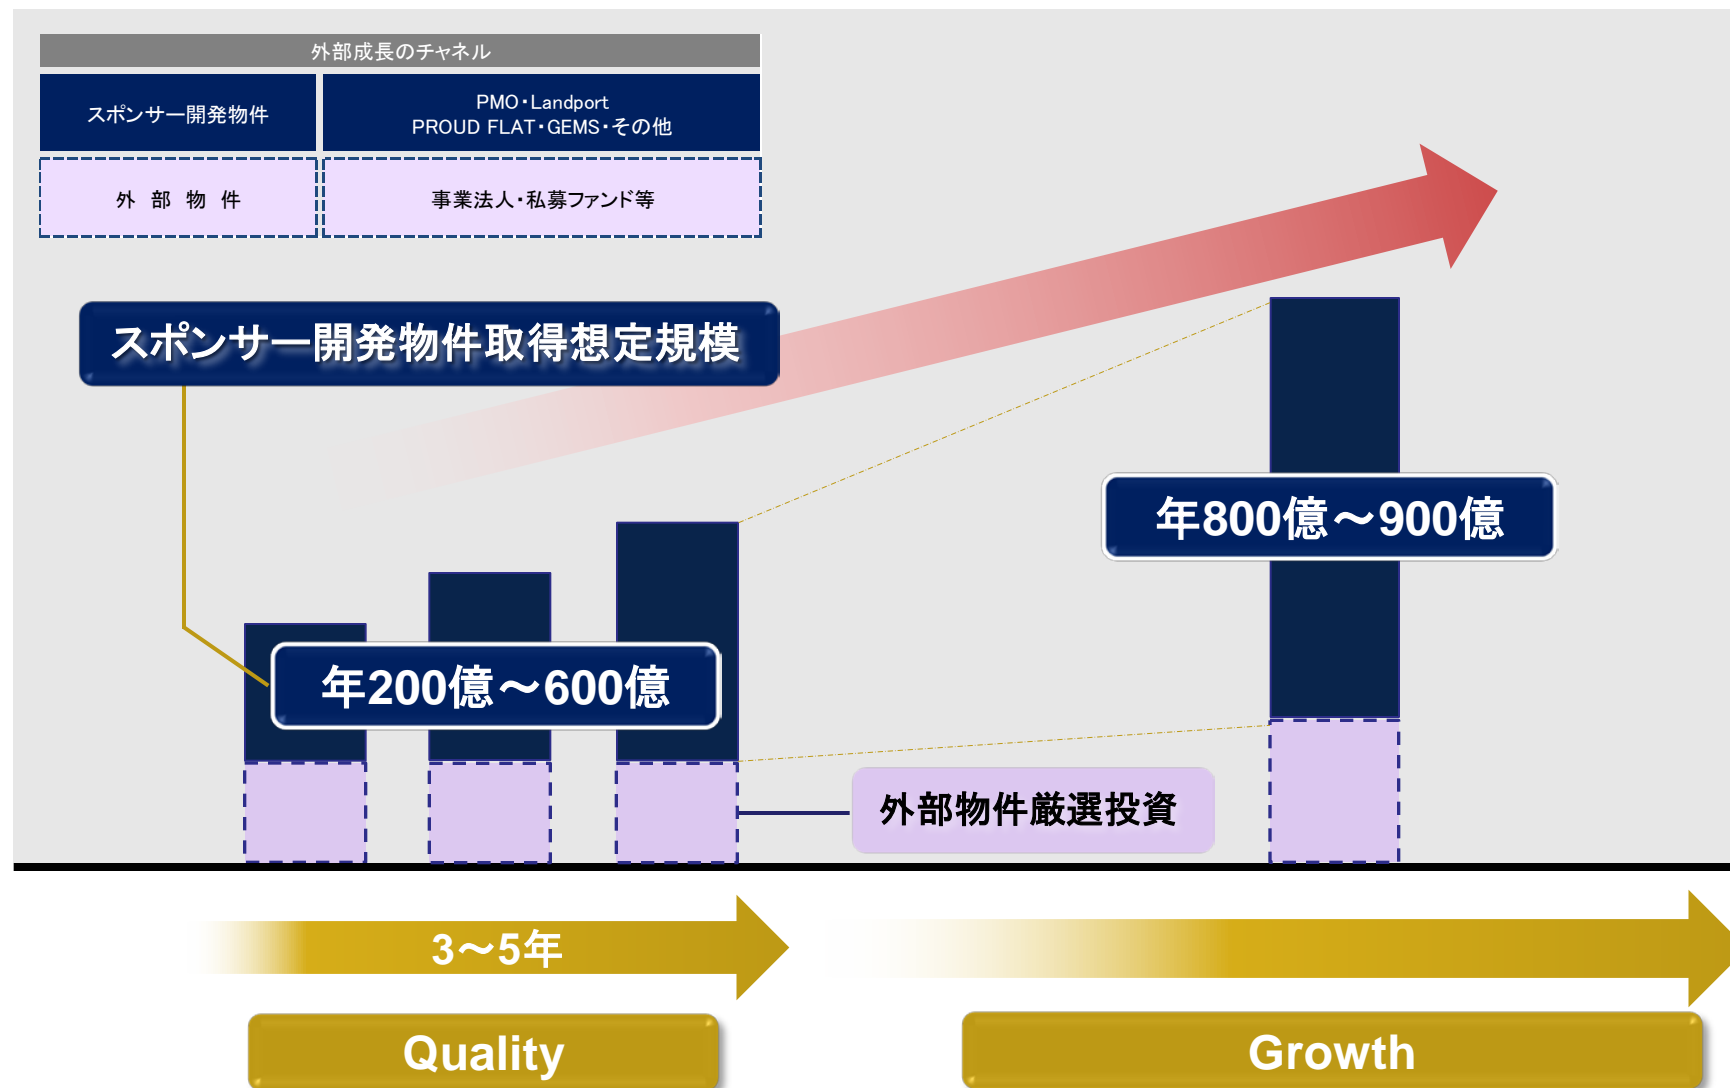 外部成長のチャネル
スポンサー開発物件
PMO・Landport
PROUD FLAT・GEMS・その他
外 部 物 件
事業法人・私募ファンド等
スポンサー開発物件取得想定規模
年800億～900億
年200億～600億
外部物件厳選投資
3～5年
Quality
Growth